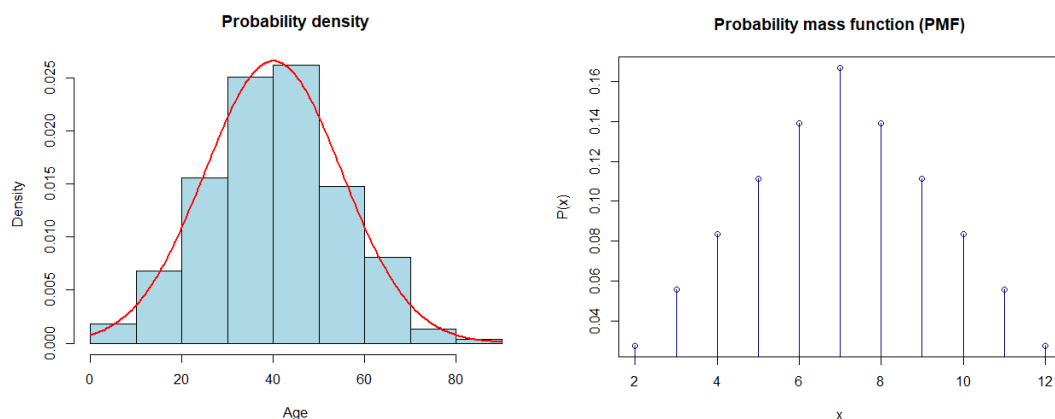 Probability density
Density
0.000 0.005 0.010 0.015 0.020 0.025
0 20 40 60 80
Age
Probability mass function (PMF)
P(x)
0.04 0.06 0.08 0.10 0.12 0.14 0.16
2 4 6 8 10 12
x